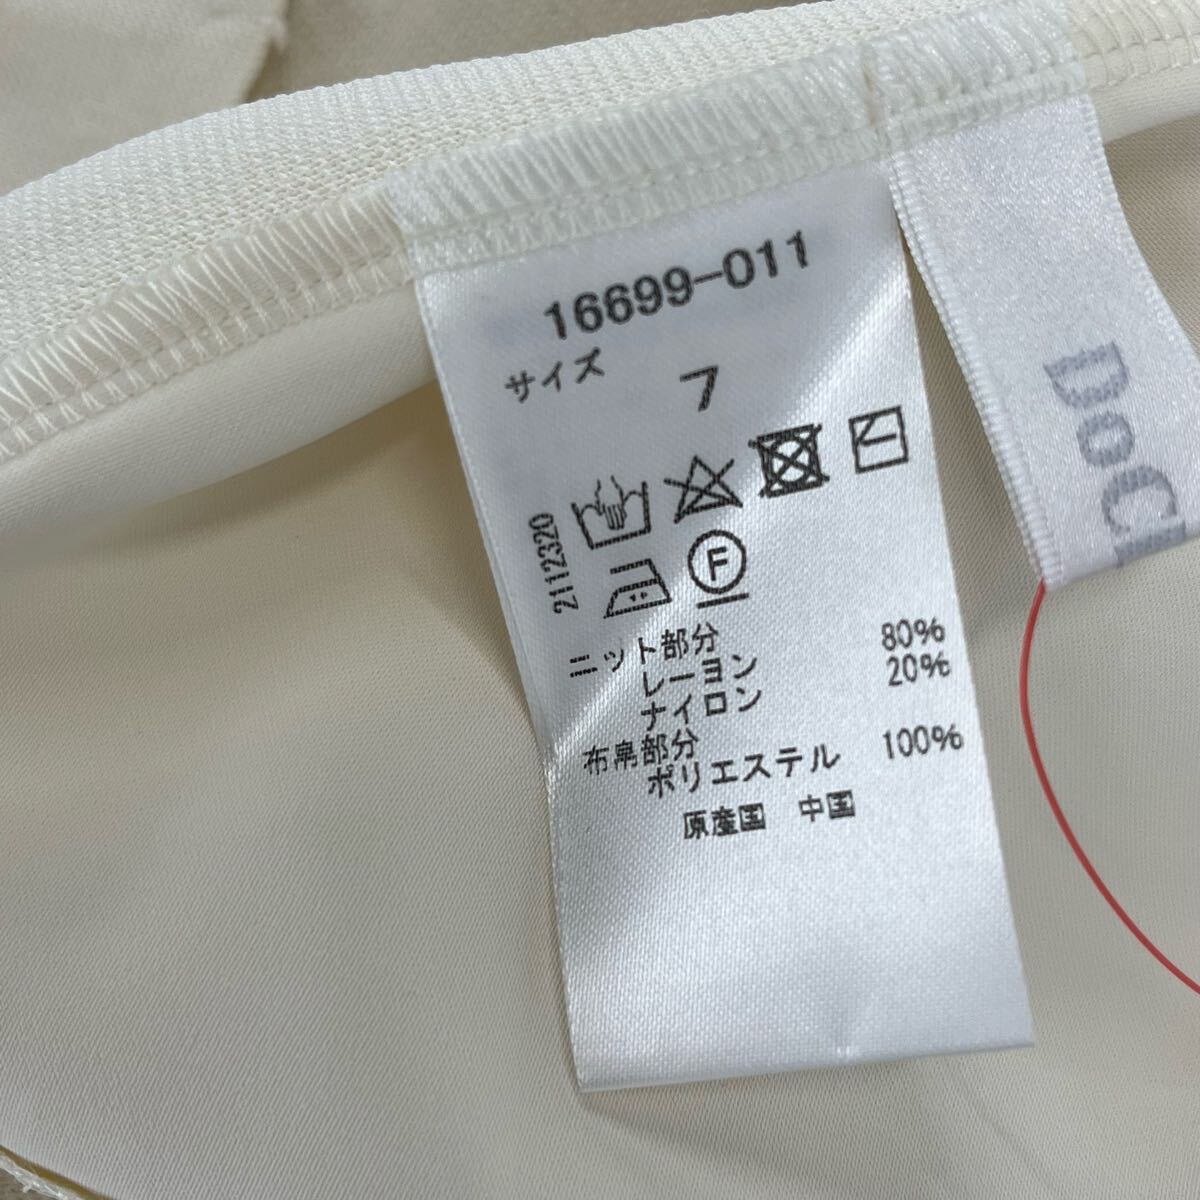 16699-011
サイズ
7
2112320
F
ニット部分
レーヨン 80%
ナイロン 20%
布帛部分
ポリエステル 100%
原産国 中国